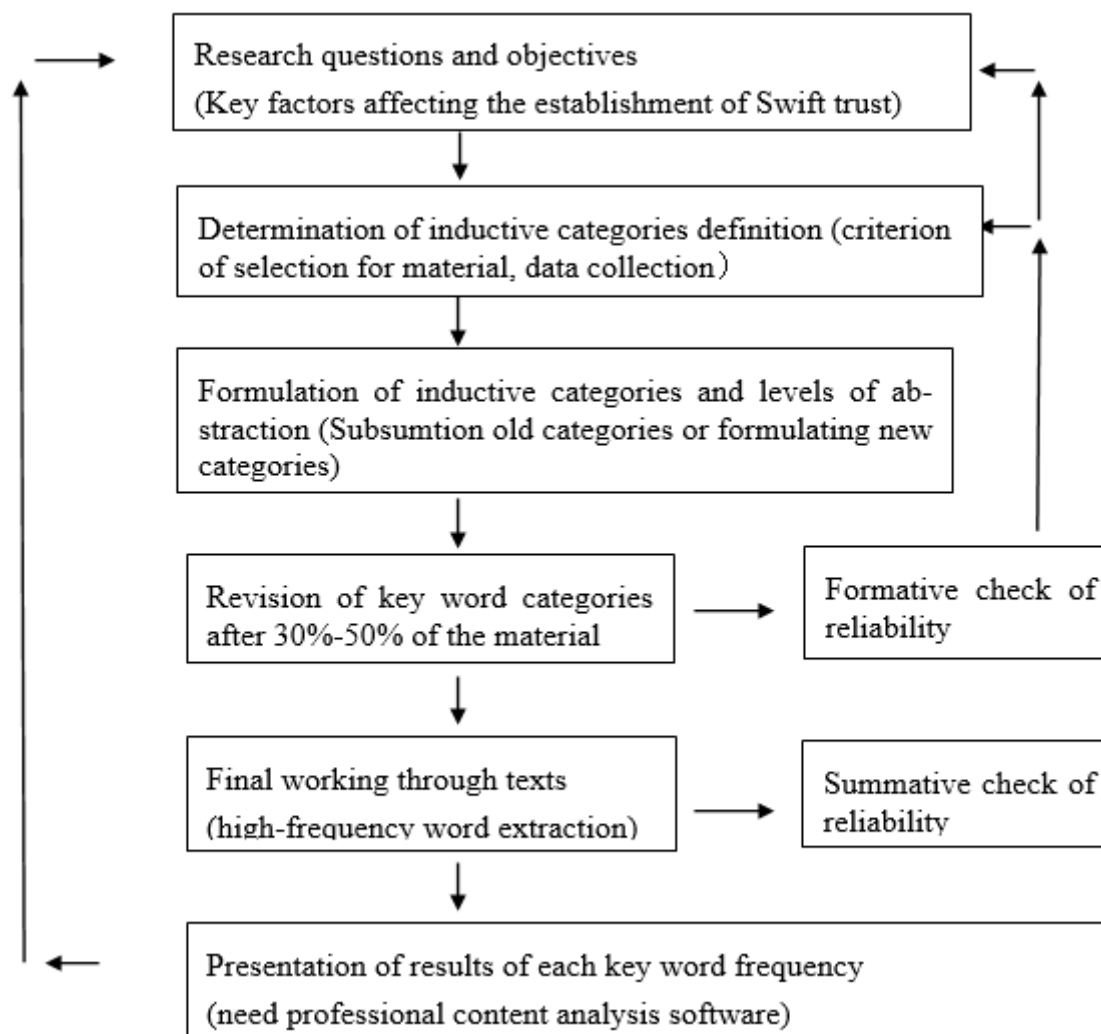 Research questions and objectives
(Key factors affecting the establishment of Swift trust)
Determination of inductive categories definition (criterion
of selection for material, data collection）
Formulation of inductive categories and levels of ab-
straction (Subsumtion old categories or formulating new
categories)
Revision of key word categories
after 30%-50% of the material
Formative check of
reliability
Final working through texts
(high-frequency word extraction)
Summative check of
reliability
Presentation of results of each key word frequency
(need professional content analysis software)